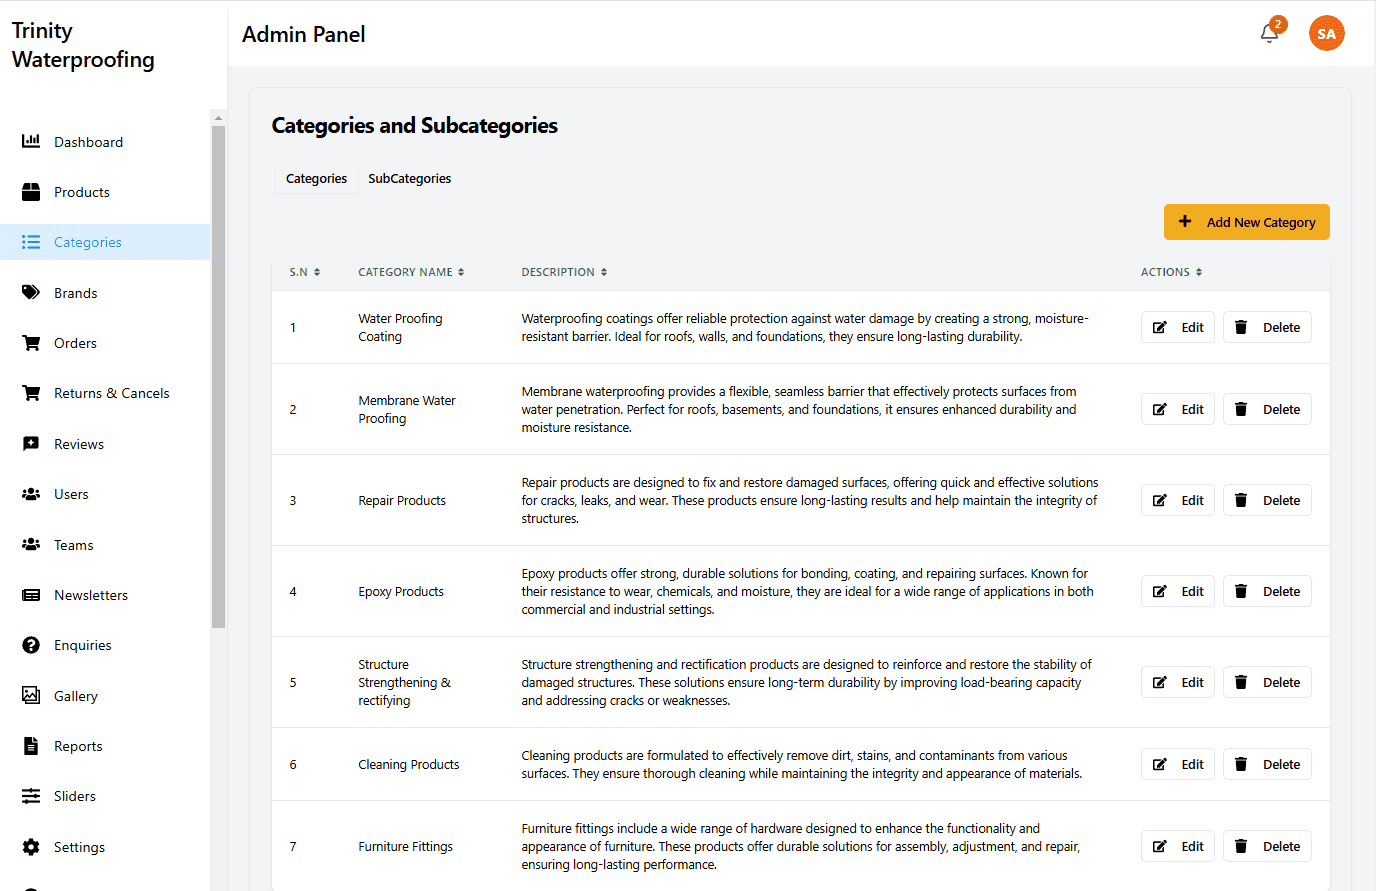 Trinity
Waterproofing
Admin Panel
2
SA
Dashboard
Products
Categories
Brands
Orders
Returns & Cancels
Reviews
Users
Teams
Newsletters
Enquiries
Gallery
Reports
Sliders
Settings
Categories and Subcategories
Categories SubCategories
Add New Category
S.N CATEGORY NAME DESCRIPTION ACTIONS
1
Water Proofing
Coating
Waterproofing coatings offer reliable protection against water damage by creating a strong, moisture-
resistant barrier. Ideal for roofs, walls, and foundations, they ensure long-lasting durability.
Edit Delete
2
Membrane Water
Proofing
Membrane waterproofing provides a flexible, seamless barrier that effectively protects surfaces from
water penetration. Perfect for roofs, basements, and foundations, it ensures enhanced durability and
moisture resistance.
Edit Delete
3
Repair Products
Repair products are designed to fix and restore damaged surfaces, offering quick and effective solutions
for cracks, leaks, and wear. These products ensure long-lasting results and help maintain the integrity of
structures.
Edit Delete
4
Epoxy Products
Epoxy products offer strong, durable solutions for bonding, coating, and repairing surfaces. Known for
their resistance to wear, chemicals, and moisture, they are ideal for a wide range of applications in both
commercial and industrial settings.
Edit Delete
5
Structure
Strengthening &
rectifying
Structure strengthening and rectification products are designed to reinforce and restore the stability of
damaged structures. These solutions ensure long-term durability by improving load-bearing capacity
and addressing cracks or weaknesses.
Edit Delete
6
Cleaning Products
Cleaning products are formulated to effectively remove dirt, stains, and contaminants from various
surfaces. They ensure thorough cleaning while maintaining the integrity and appearance of materials.
Edit Delete
7
Furniture Fittings
Furniture fittings include a wide range of hardware designed to enhance the functionality and
appearance of furniture. These products offer durable solutions for assembly, adjustment, and repair,
ensuring long-lasting performance.
Edit Delete